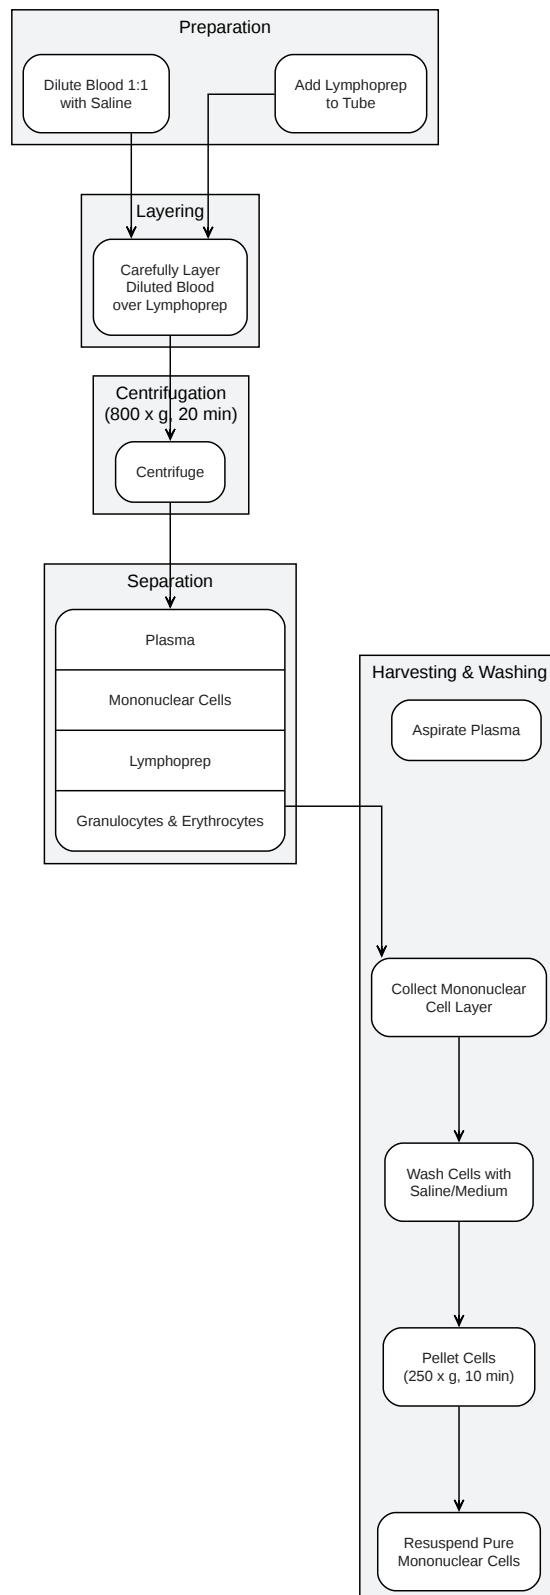 Preparation
Dilute Blood 1:1
with Saline
Add Lymphoprep
to Tube
Layering
Carefully Layer
Diluted Blood
over Lymphoprep
Centrifugation
(800 x g, 20 min)
Centrifuge
Separation
Plasma
Mononuclear Cells
Lymphoprep
Granulocytes & Erythrocytes
Harvesting & Washing
Aspirate Plasma
Collect Mononuclear
Cell Layer
Wash Cells with
Saline/Medium
Pellet Cells
(250 x g, 10 min)
Resuspend Pure
Mononuclear Cells